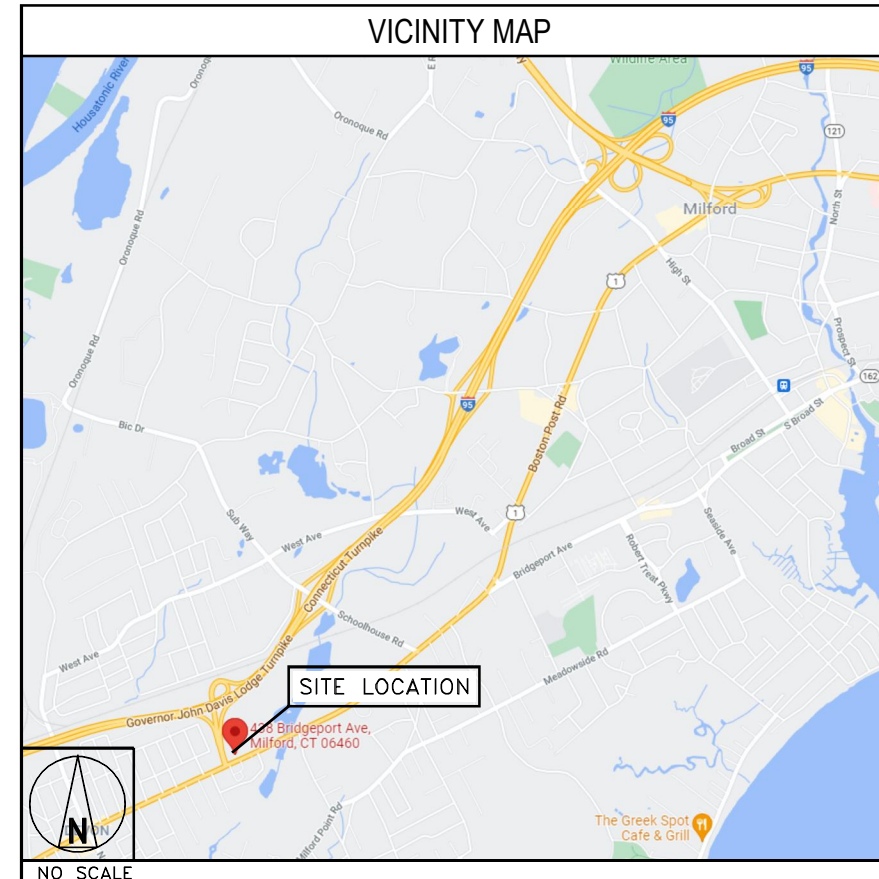 VICINITY MAP
Wildlife Area
Housatonic River
Oronoque Rd
95
95
121
Milford
North St
Oronoque Rd
1
High St
Oronoque Rd
Prospect St
162
95
Bic Dr
Boston Post Rd
Broad St
S Broad St
Sub Way
West Ave
West Ave
1
Seaside Ave
Connecticut Turnpike
Bridgeport Ave
Robert Treat Pkwy
Schoolhouse Rd
West Ave
Meadowside Rd
Governor John Davis Lodge Turnpike
SITE LOCATION
438 Bridgeport Ave,
Milford, CT 06460
N
Milford Point Rd
The Greek Spot
Cafe & Grill
NO SCALE